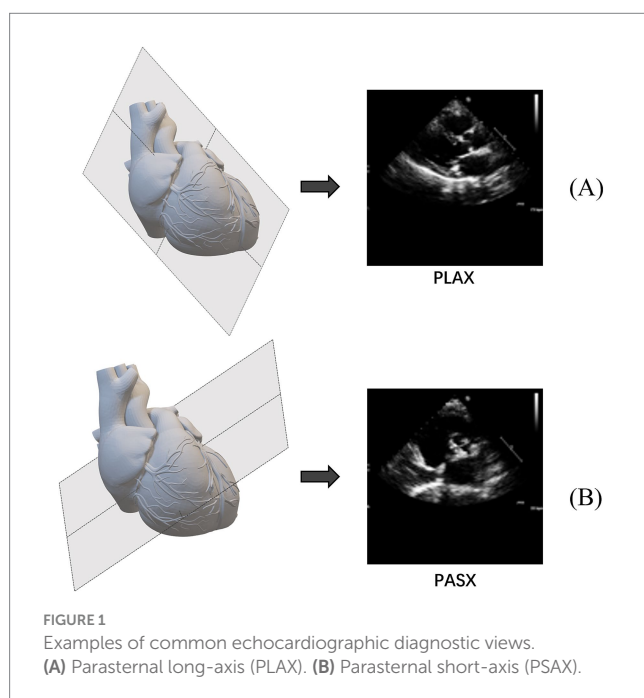 (A)
PLAX
(B)
PASX
FIGURE 1
Examples of common echocardiographic diagnostic views.
(A) Parasternal long-axis (PLAX). (B) Parasternal short-axis (PSAX).